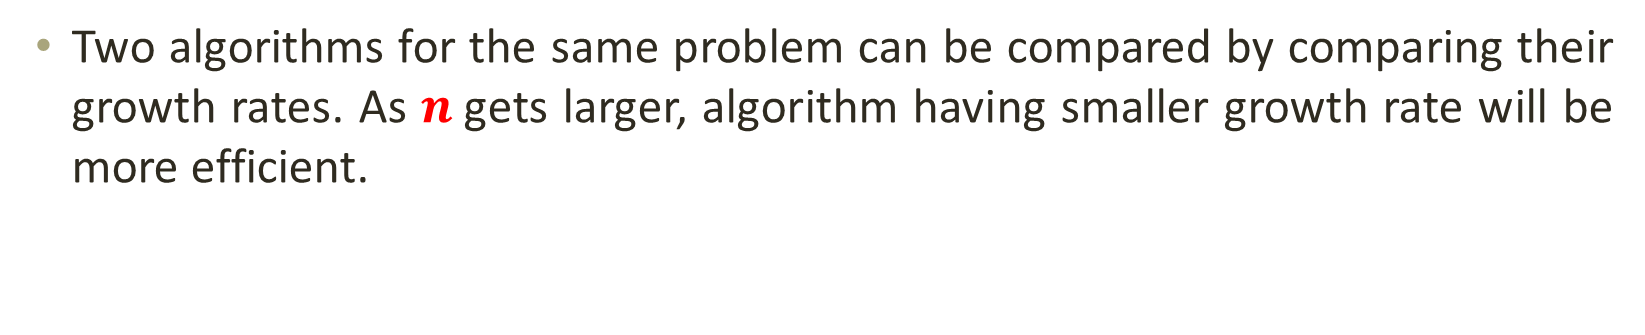 • Two algorithms for the same problem can be compared by comparing their
growth rates. As n gets larger, algorithm having smaller growth rate will be
more efficient.